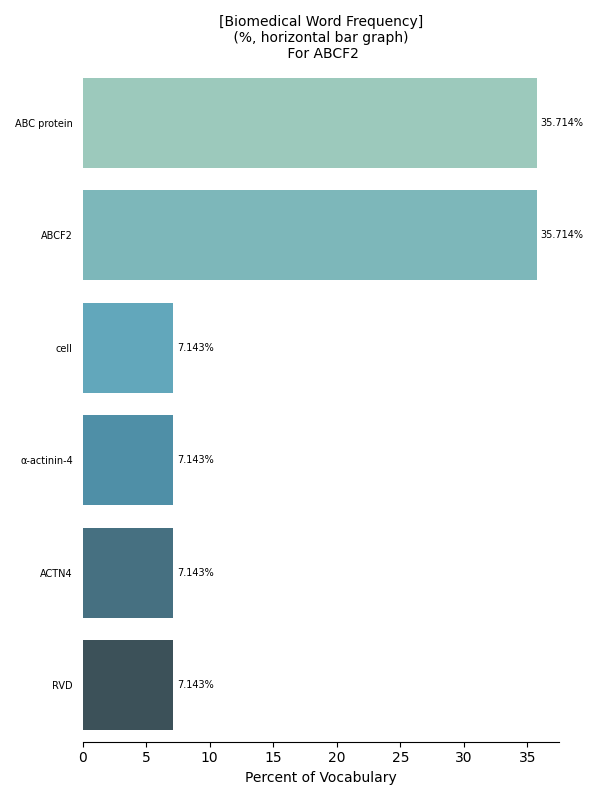 [Biomedical Word Frequency]
(%, horizontal bar graph)
For ABCF2
ABC protein
35.714%
ABCF2
35.714%
cell
7.143%
α-actinin-4
7.143%
ACTN4
7.143%
RVD
7.143%
0 5 10 15 20 25 30 35
Percent of Vocabulary